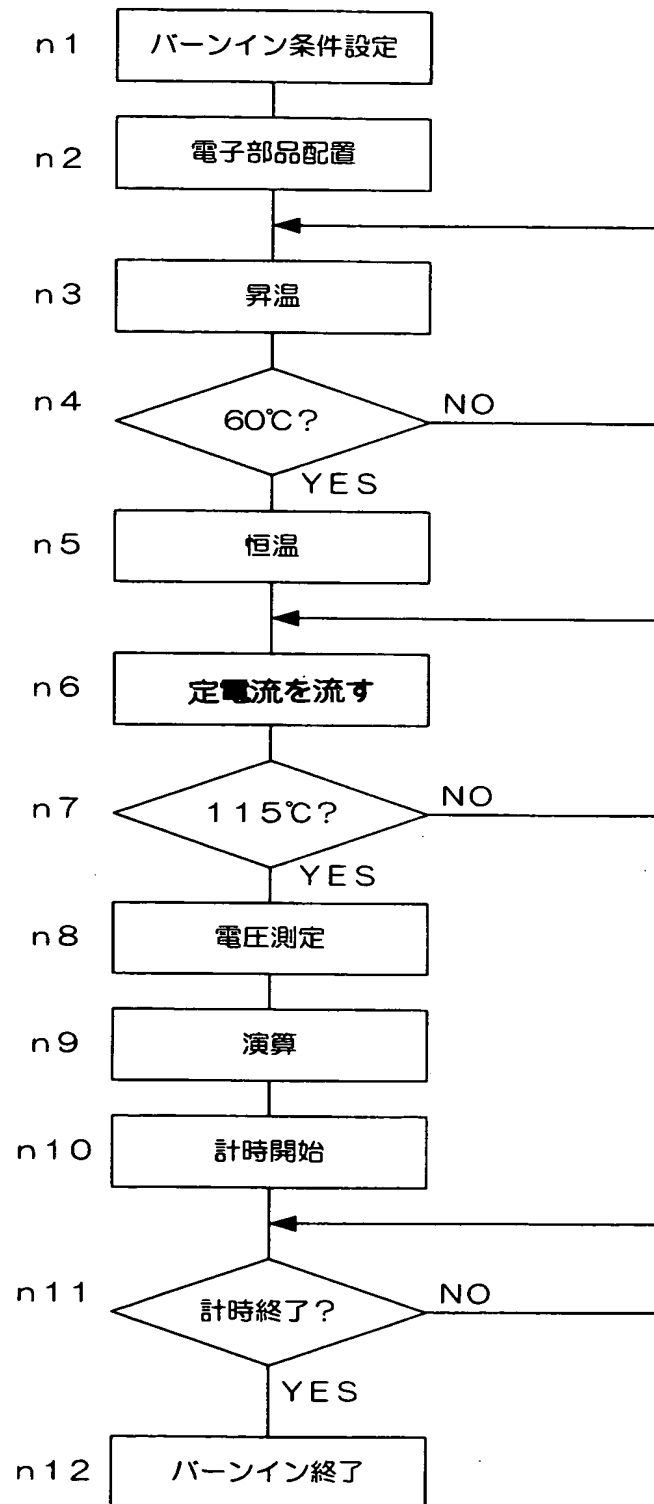 n1 バーンイン条件設定
n2 電子部品配置
n3 昇温
n4 60℃? NO
YES
n5 恒温
n6 定電流を流す
n7 115℃? NO
YES
n8 電圧測定
n9 演算
n10 計時開始
n11 計時終了? NO
YES
n12 バーンイン終了